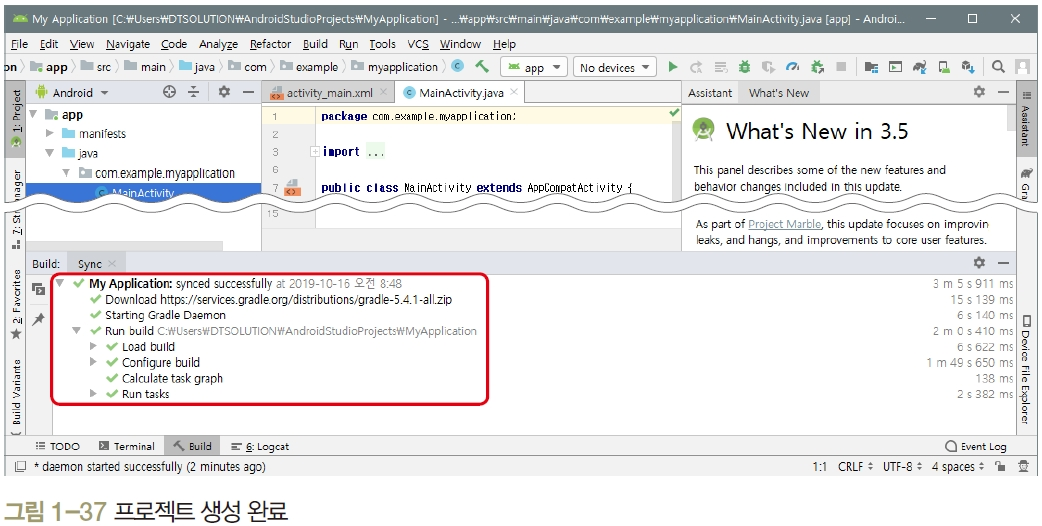 My Application [C:₩Users₩DTSOLUTION₩AndroidStudioProjects₩MyApplication] - ...₩app₩src₩main₩java₩com₩example₩myapplication₩MainActivity.java [app] - Androi...
File Edit View Navigate Code Analyze Refactor Build Run Tools VCS Window Help
on app src main java com example myapplication app No devices
1: Project
Android
app
manifests
java
com.example.myapplication
MainActivity
activity_main.xml MainActivity.java
1 package com.example.myapplication;
2
3 import ...
6
7 public class MainActivity extends AppCompatActivity {
15
Assistant What's New
What's New in 3.5
This panel describes some of the new features and
behavior changes included in this update.
As part of Project Marble, this update focuses on improvin
leaks, and hangs, and improvements to core user features.
Assistant
Gra
Device File Explorer
2: Favorites
Build Variants
Build: Sync
My Application: synced successfully at 2019-10-16 오전 8:48 3 m 5 s 911 ms
Download https://services.gradle.org/distributions/gradle-5.4.1-all.zip 15 s 139 ms
Starting Gradle Daemon 6 s 140 ms
Run build C:₩Users₩DTSOLUTION₩AndroidStudioProjects₩MyApplication 2 m 0 s 410 ms
Load build 6 s 622 ms
Configure build 1 m 49 s 650 ms
Calculate task graph 138 ms
Run tasks 2 s 382 ms
TODO Terminal Build 6: Logcat Event Log
* daemon started successfully (2 minutes ago) 1:1 CRLF UTF-8 4 spaces
그림 1-37 프로젝트 생성 완료